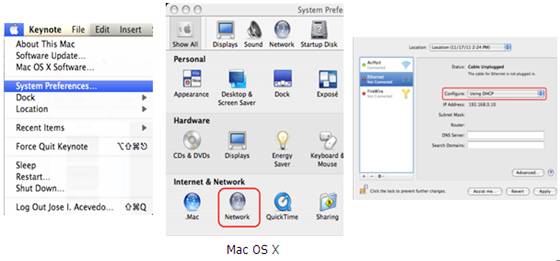 Keynote File Edit Insert
About This Mac
Software Update...
Mac OS X Software...
System Preferences...
Dock
Location
Recent Items
Force Quit Keynote ⌥⇧⌘⎋
Sleep
Restart...
Shut Down...
Log Out Jose I. Acevedo... ⇧⌘Q
System Prefer
Show All Displays Sound Network Startup Disk
Personal
Appearance Desktop & Screen Saver Dock Exposé
Hardware
CDs & DVDs Displays Energy Saver Keyboard & Mouse
Internet & Network
.Mac Network QuickTime Sharing
Location: Location (11/17/11 2:24 PM)
AirPort
Connected
Ethernet
Not Connected
FireWire
Not Connected
Status: Cable Unplugged
The cable for Ethernet is not plugged in.
Configure: Using DHCP
IP Address: 192.168.0.10
Subnet Mask:
Router:
DNS Server:
Search Domains:
Advanced... ?
Click the lock to prevent further changes.
Assist me... Revert Apply
Mac OS X